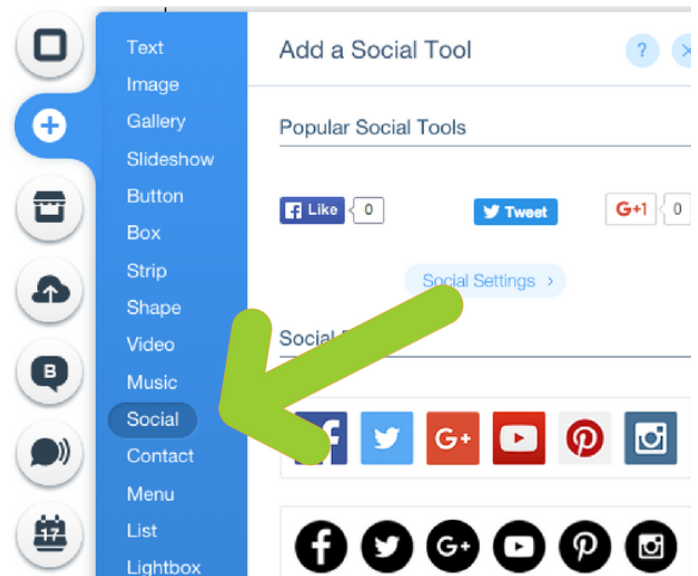 Text
Image
Gallery
Slideshow
Button
Box
Strip
Shape
Video
Music
Social
Contact
Menu
List
Lightbox
B
17
Add a Social Tool
?
Popular Social Tools
f Like 0
Tweet
G+1 0
Social Settings >
Social
G+
f G+